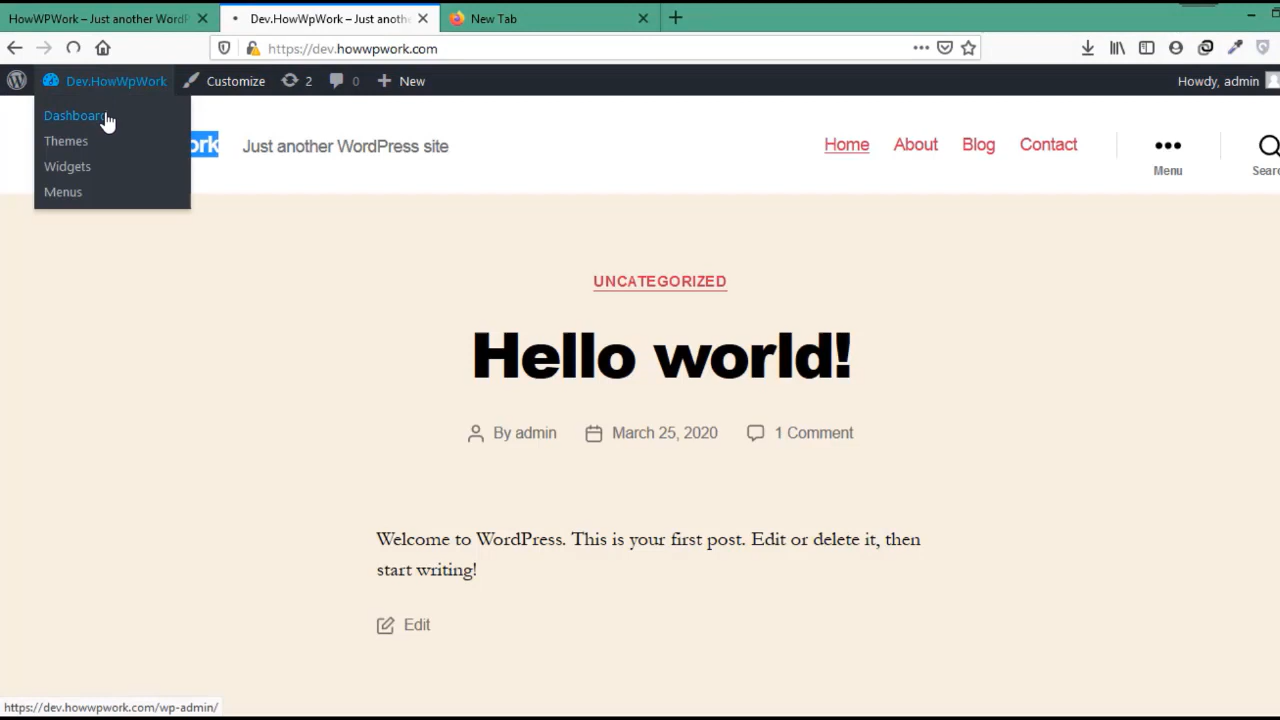 HowWPWork – Just another WordP
Dev.HowWpWork – Just anothe
New Tab
https://dev.howwpwork.com
Dev.HowWpWork
Customize
2
0
New
Howdy, admin
Dashboard
Themes
Widgets
Menus
ork
Just another WordPress site
Home
About
Blog
Contact
Menu
Sear
UNCATEGORIZED
Hello world!
By admin
March 25, 2020
1 Comment
Welcome to WordPress. This is your first post. Edit or delete it, then
start writing!
Edit
https://dev.howwpwork.com/wp-admin/